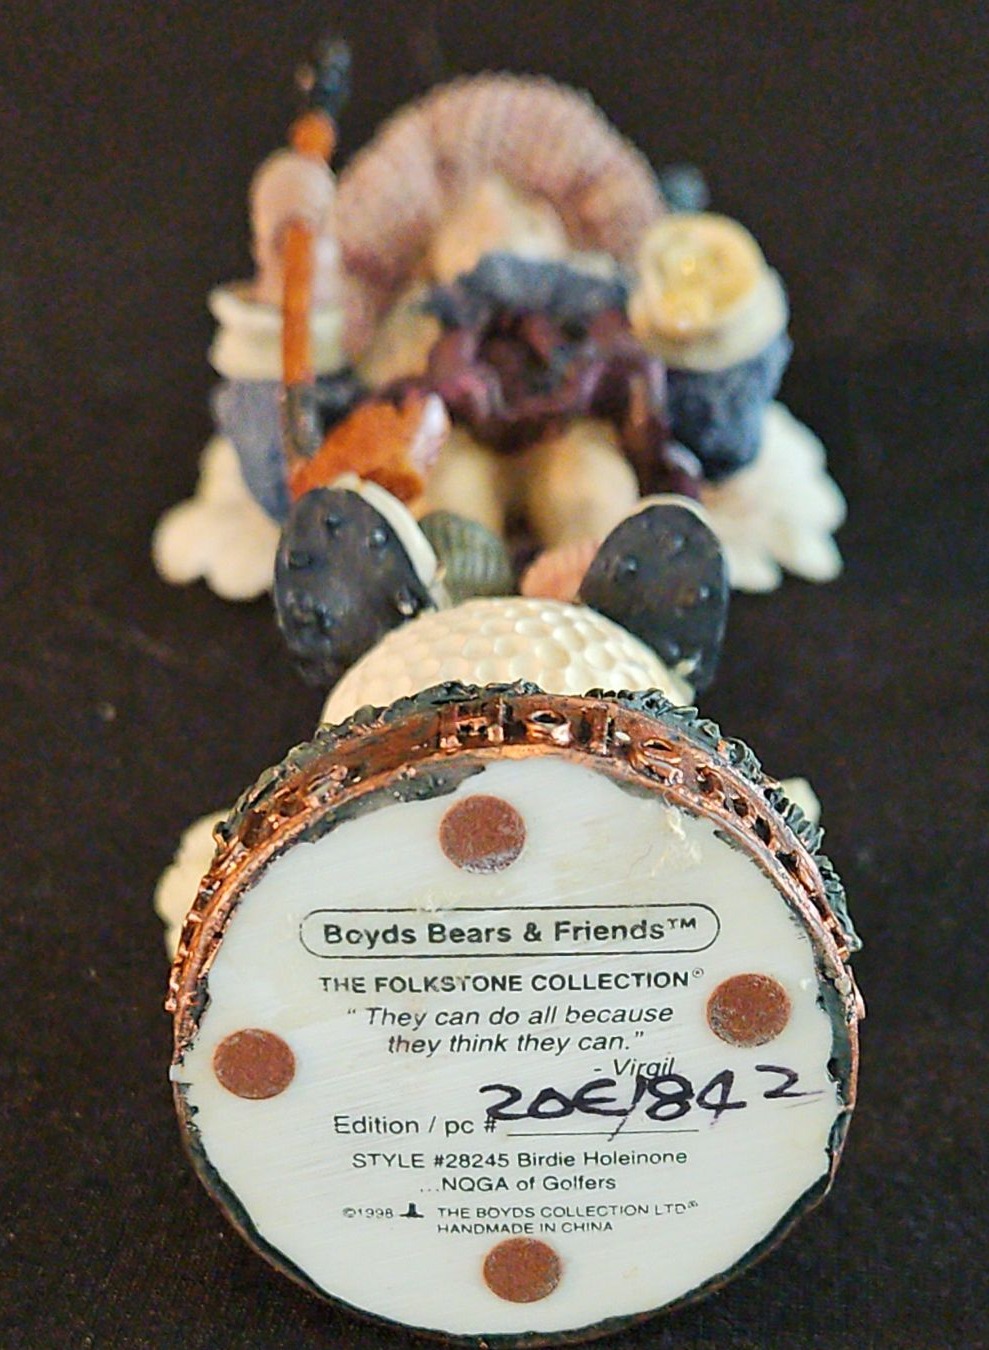 Hole
Boyds Bears & Friends™
THE FOLKSTONE COLLECTION®
" They can do all because
they think they can."
- Virgil
Edition / pc # 20E/842
STYLE #28245 Birdie Holeinone
...NQGA of Golfers
©1998 THE BOYDS COLLECTION LTD®
HANDMADE IN CHINA